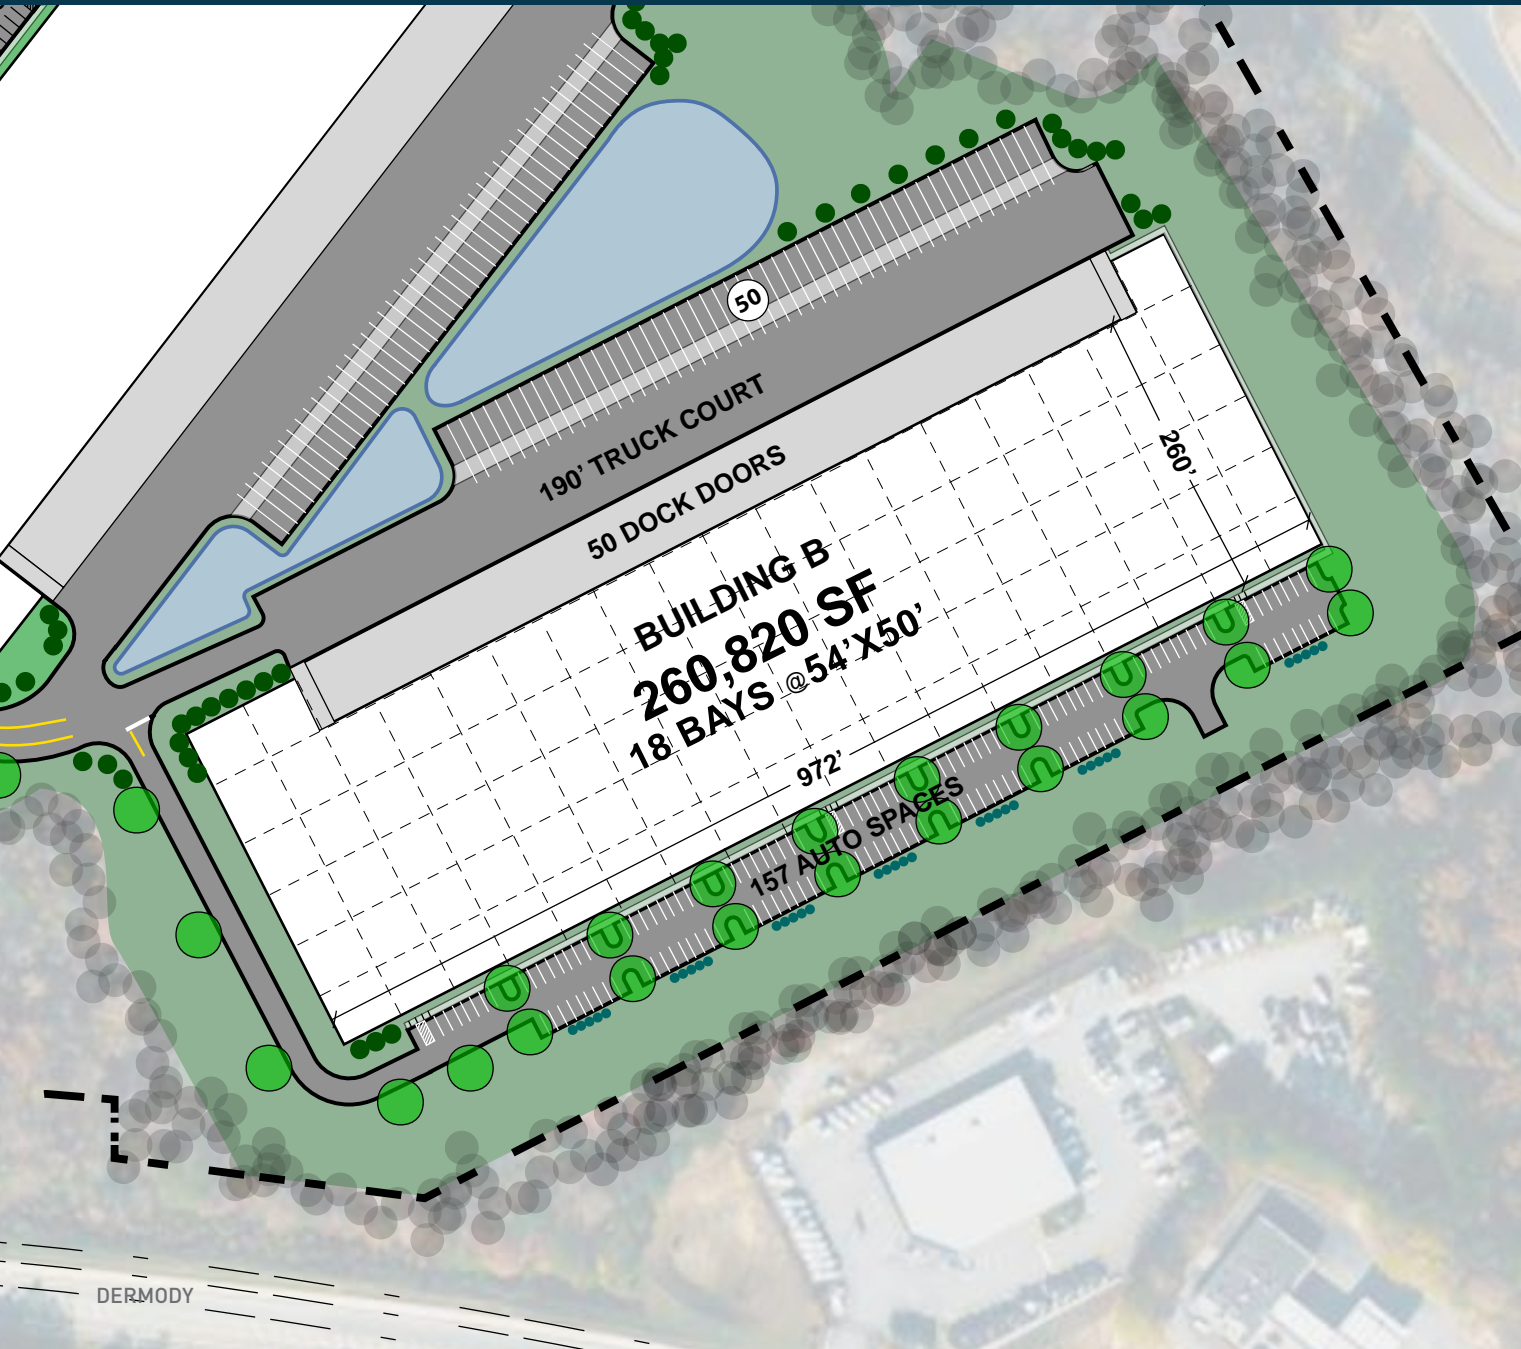 50
190’ TRUCK COURT
50 DOCK DOORS
260’
BUILDING B
260,820 SF
18 BAYS @54’X50’
972’
157 AUTO SPACES
DERMODY